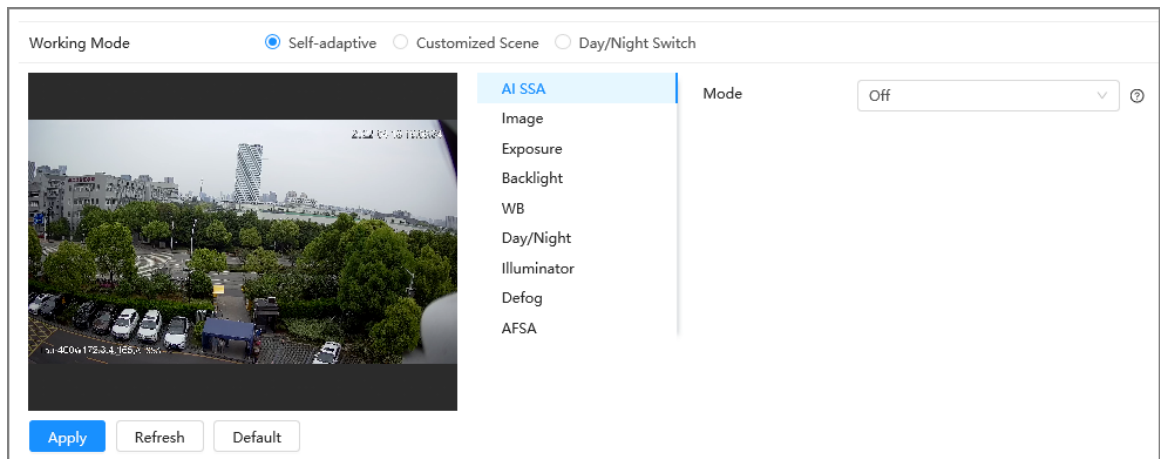 Working Mode Self-adaptive Customized Scene Day/Night Switch
AI SSA
Mode Off
Image
Exposure
Backlight
WB
Day/Night
Illuminator
Defog
AFSA
Apply Refresh Default